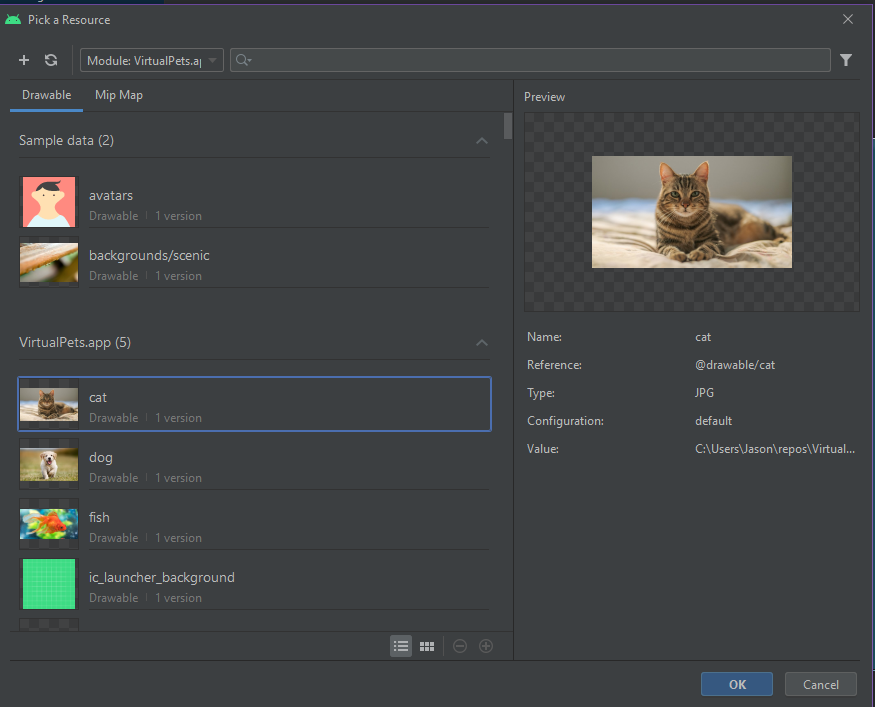 Pick a Resource
Module: VirtualPets.a
Drawable Mip Map
Sample data (2)
avatars
Drawable 1 version
backgrounds/scenic
Drawable 1 version
VirtualPets.app (5)
cat
Drawable 1 version
dog
Drawable 1 version
fish
Drawable 1 version
ic_launcher_background
Drawable 1 version
Preview
Name: cat
Reference: @drawable/cat
Type: JPG
Configuration: default
Value: C:\Users\Jason\repos\Virtual...
OK Cancel